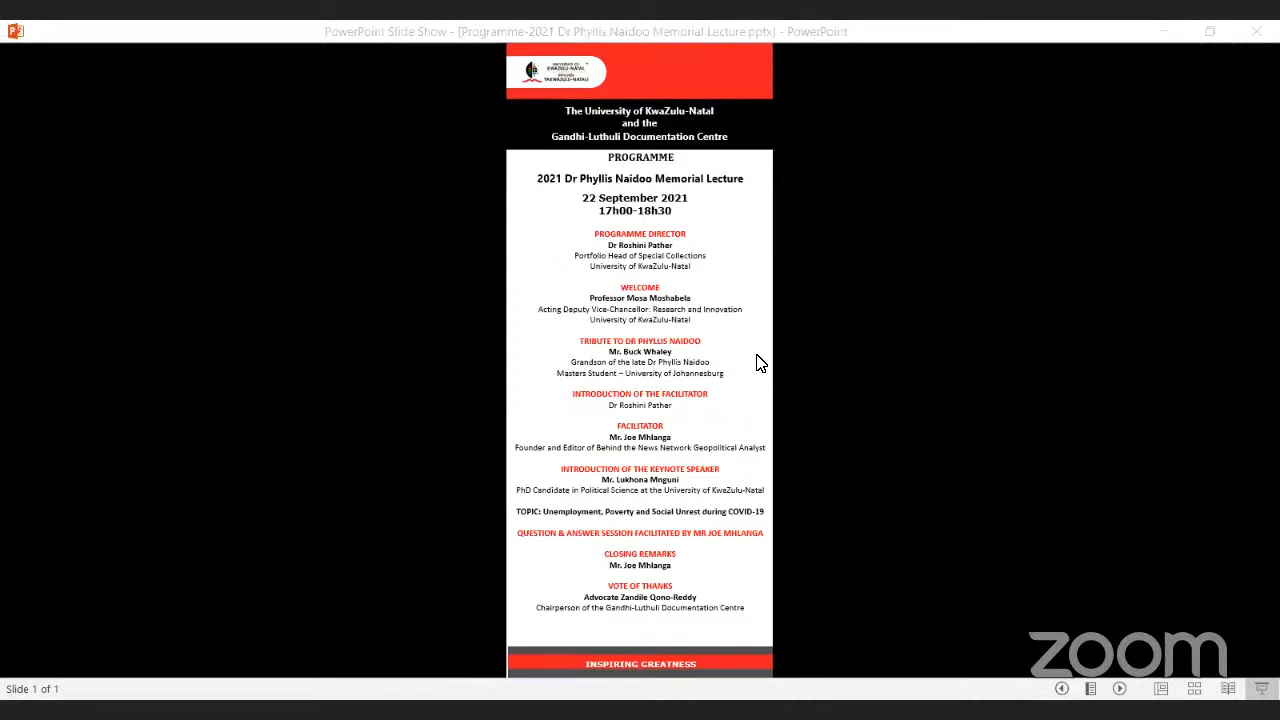 PowerPoint Slide Show - [Programme-2021 Dr Phyllis Naidoo Memorial Lecture.pptx] - PowerPoint
UNIVERSITY OF
KWAZULU-NATAL
INYUVESI
YAKWAZULU-NATALI
The University of KwaZulu-Natal
and the
Gandhi-Luthuli Documentation Centre
PROGRAMME
2021 Dr Phyllis Naidoo Memorial Lecture
22 September 2021
17h00-18h30
PROGRAMME DIRECTOR
Dr Roshini Pather
Portfolio Head of Special Collections
University of KwaZulu-Natal
WELCOME
Professor Mosa Moshabela
Acting Deputy Vice-Chancellor: Research and Innovation
University of KwaZulu-Natal
TRIBUTE TO DR PHYLLIS NAIDOO
Mr. Buck Whaley
Grandson of the late Dr Phyllis Naidoo
Masters Student – University of Johannesburg
INTRODUCTION OF THE FACILITATOR
Dr Roshini Pather
FACILITATOR
Mr. Joe Mhlanga
Founder and Editor of Behind the News Network Geopolitical Analyst
INTRODUCTION OF THE KEYNOTE SPEAKER
Mr. Lukhona Mnguni
PhD Candidate in Political Science at the University of KwaZulu-Natal
TOPIC: Unemployment, Poverty and Social Unrest during COVID-19
QUESTION & ANSWER SESSION FACILITATED BY MR JOE MHLANGA
CLOSING REMARKS
Mr. Joe Mhlanga
VOTE OF THANKS
Advocate Zandile Qono-Reddy
Chairperson of the Gandhi-Luthuli Documentation Centre
INSPIRING GREATNESS
zoom
Slide 1 of 1